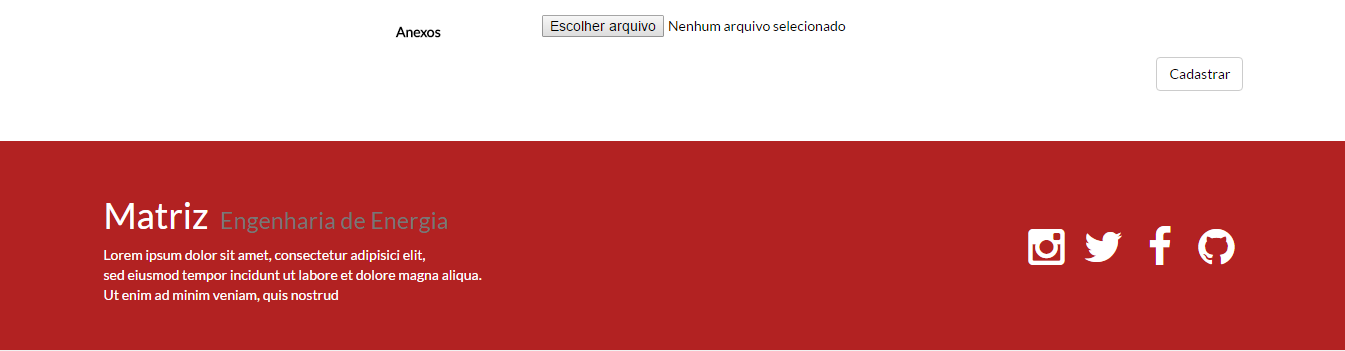 Anexos Escolher arquivo Nenhum arquivo selecionado
Cadastrar
Matriz Engenharia de Energia
Lorem ipsum dolor sit amet, consectetur adipisici elit,
sed eiusmod tempor incidunt ut labore et dolore magna aliqua.
Ut enim ad minim veniam, quis nostrud